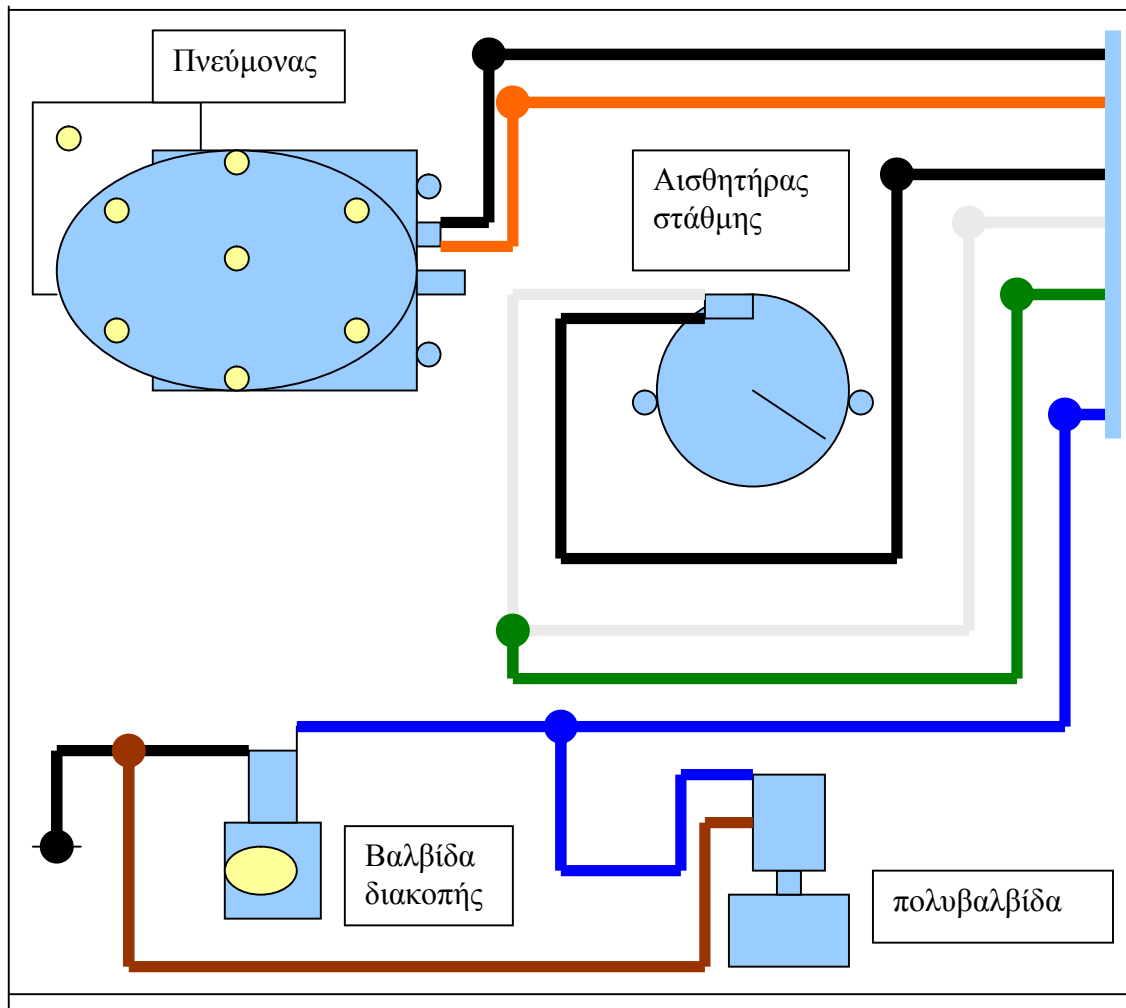 Πνεύμονας
Αισθητήρας
στάθμης
Βαλβίδα
διακοπής
πολυβαλβίδα